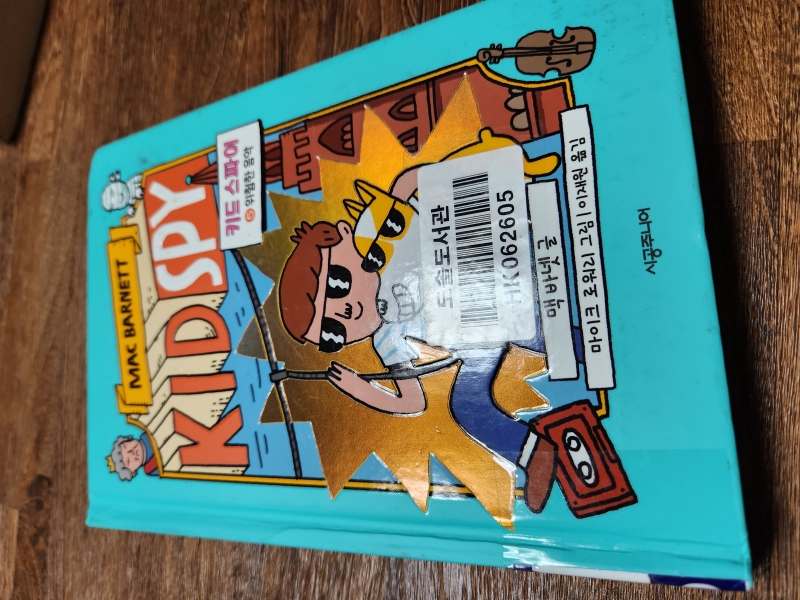 MAC BARNETT
KID SPY
키드 스파이
5 위험한 음악
도솔도서관
HK062605
맥 바넷 글
마이크 로워리 그림 | 이재원 옮김
시공주니어